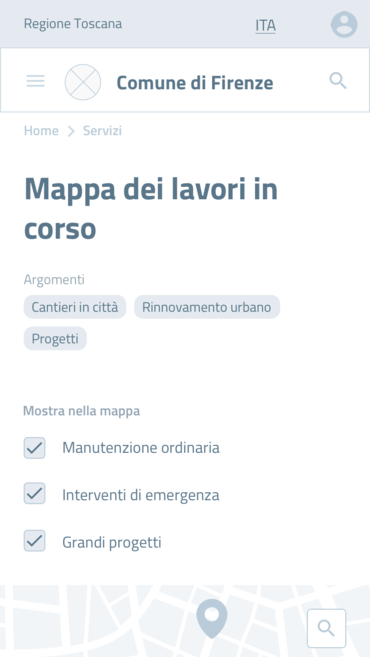 Regione Toscana
ITA
Comune di Firenze
Home
Servizi
Mappa dei lavori in
corso
Argomenti
Cantieri in città
Rinnovamento urbano
Progetti
Mostra nella mappa
Manutenzione ordinaria
Interventi di emergenza
Grandi progetti